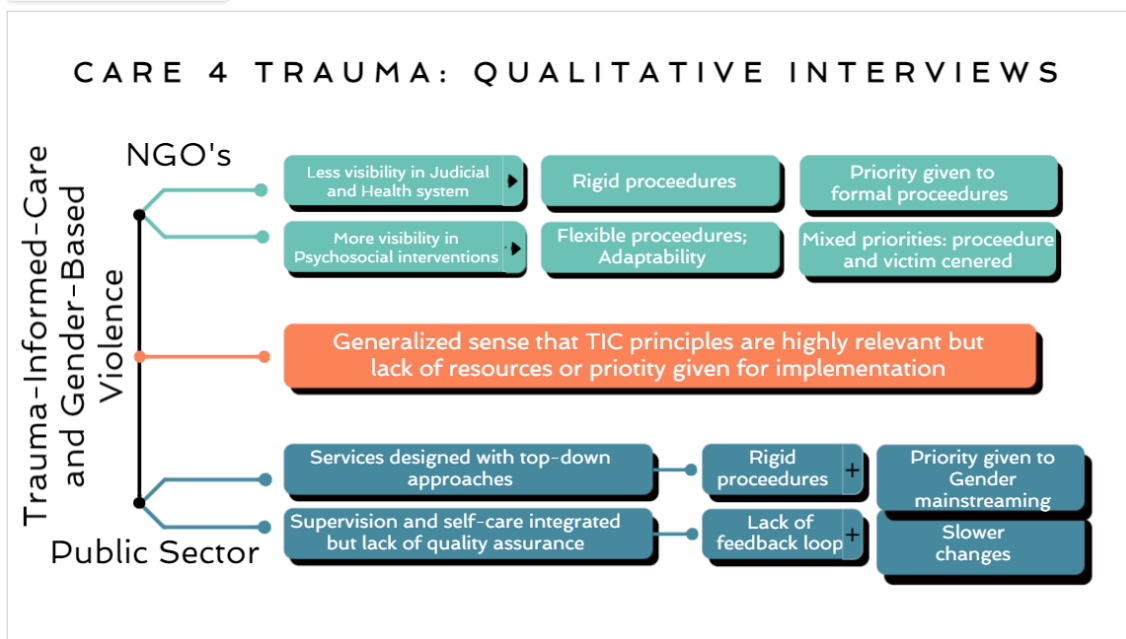 CARE 4 TRAUMA: QUALITATIVE INTERVIEWS
Trauma-Informed-Care
and Gender-Based
Violence
NGO's
Less visibility in Judicial
and Health system
Rigid proceedures
Priority given to
formal proceedures
More visibility in
Psychosocial interventions
Flexible proceedures;
Adaptability
Mixed priorities: proceedure
and victim cenered
Generalized sense that TIC principles are highly relevant but
lack of resources or priotity given for implementation
Services designed with top-down
approaches
Rigid
proceedures
+
Priority given to
Gender
mainstreaming
Supervision and self-care integrated
but lack of quality assurance
Lack of
feedback loop
+
Slower
changes
Public Sector